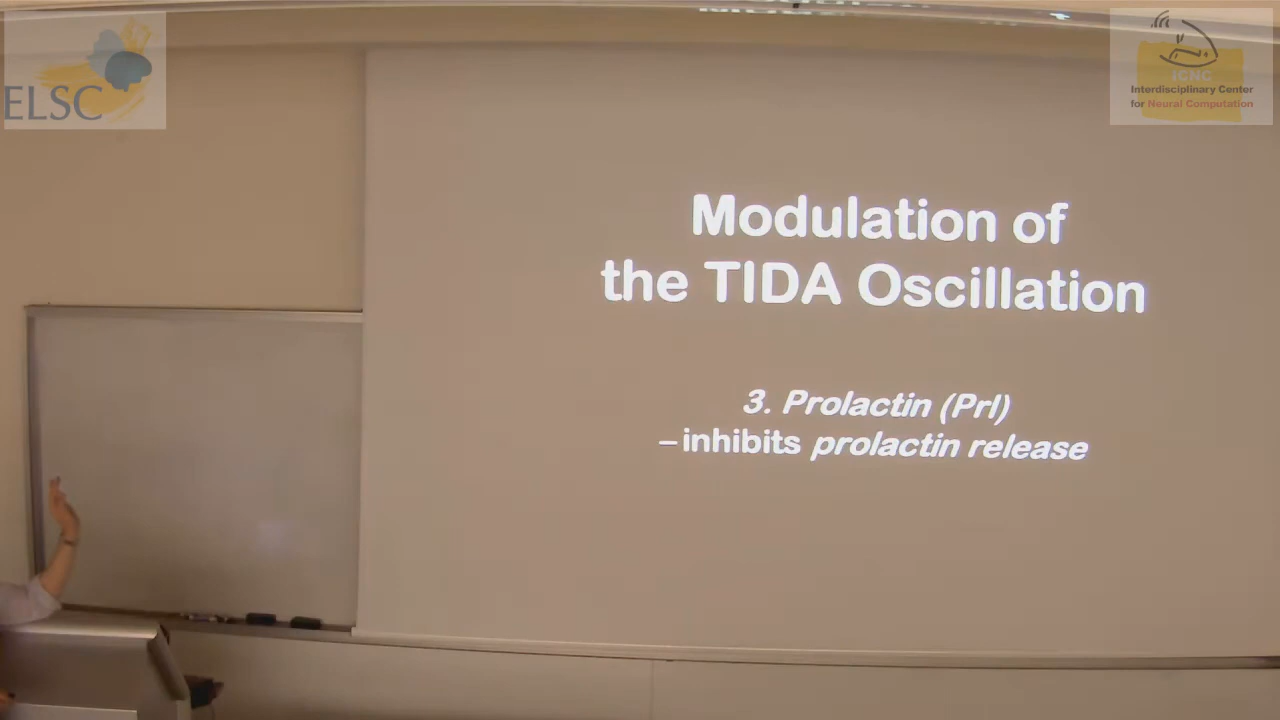 ELSC
ICNC
Interdisciplinary Center
for Neural Computation
Modulation of
the TIDA Oscillation
3. Prolactin (Prl)
–inhibits prolactin release